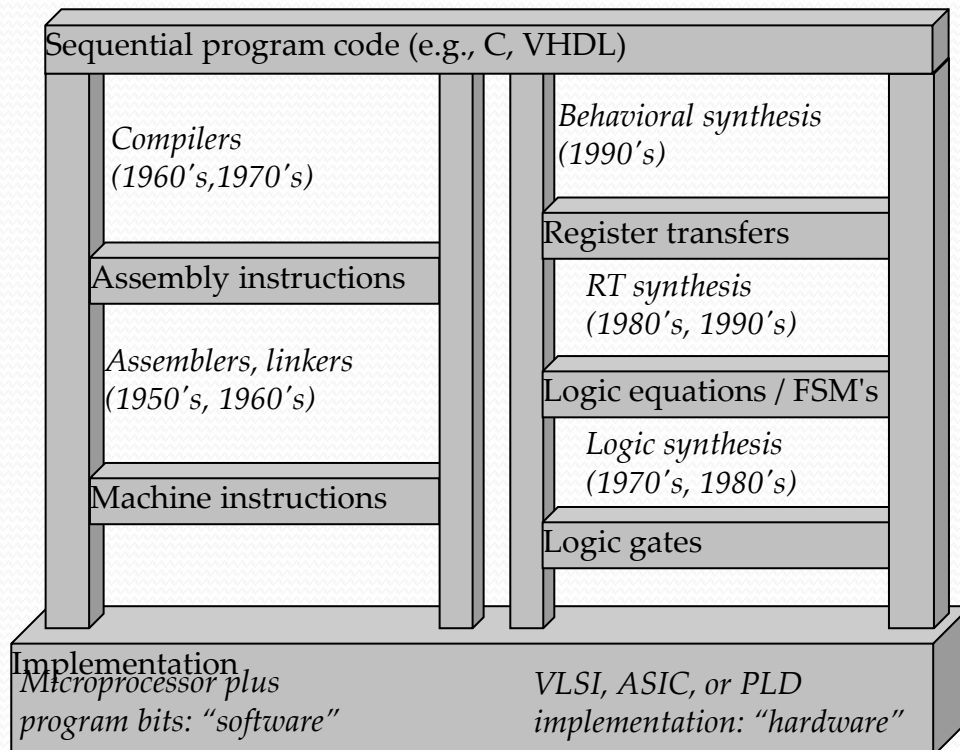 Sequential program code (e.g., C, VHDL)
Compilers
(1960's,1970's)
Assembly instructions
Assemblers, linkers
(1950's, 1960's)
Machine instructions
Behavioral synthesis
(1990's)
Register transfers
RT synthesis
(1980's, 1990's)
Logic equations / FSM's
Logic synthesis
(1970's, 1980's)
Logic gates
Implementation
Microprocessor plus
program bits: “software”
VLSI, ASIC, or PLD
implementation: “hardware”